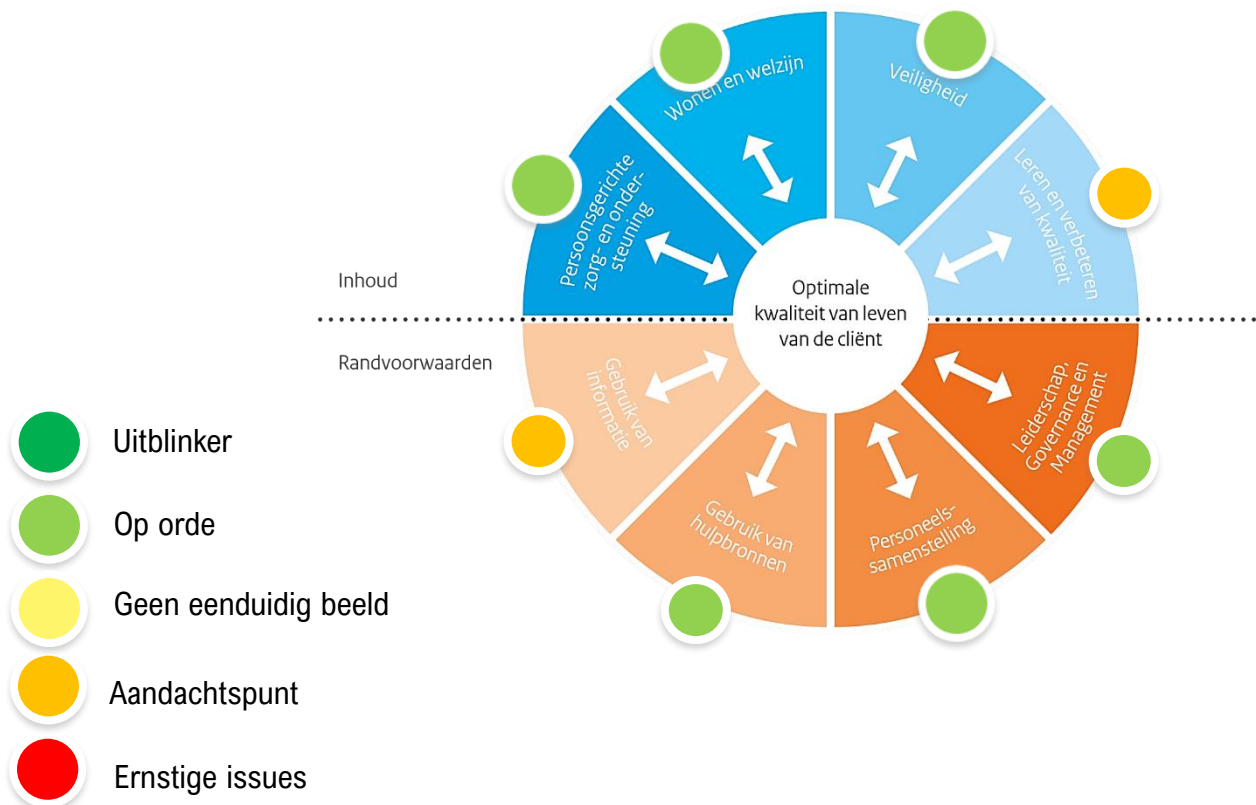 Wonen en welzijn
Veiligheid
Persoonsgerichte
zorg- en onder-
steuning
Leren en verbeteren
van kwaliteit
Inhoud
Optimale
kwaliteit van leven
van de cliënt
Randvoorwaarden
Gebruik van
informatie
Leiderschap,
Governance en
Management
Gebruik van
hulpbronnen
Personeels-
samenstelling
Uitblinker
Op orde
Geen eenduidig beeld
Aandachtspunt
Ernstige issues